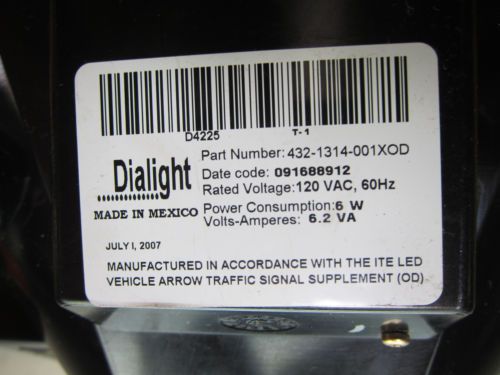 D4225 T-1
Dialight
Part Number: 432-1314-001XOD
Date code: 091688912
Rated Voltage: 120 VAC, 60Hz
MADE IN MEXICO
Power Consumption: 6 W
Volts-Amperes: 6.2 VA
JULY I, 2007
MANUFACTURED IN ACCORDANCE WITH THE ITE LED
VEHICLE ARROW TRAFFIC SIGNAL SUPPLEMENT (OD)